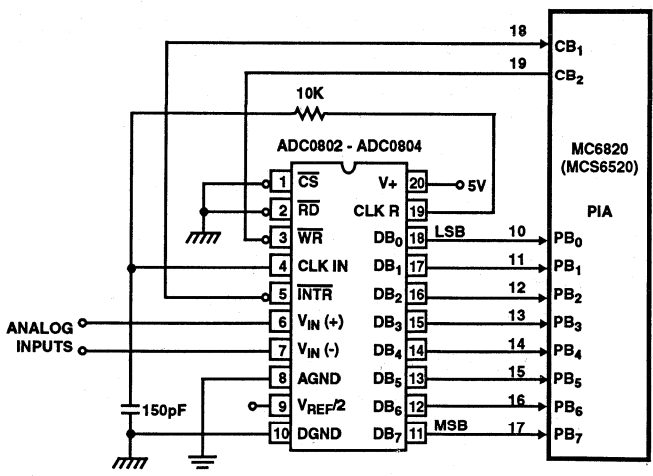 18
CB1
19
CB2
10K
ADC0802 - ADC0804
MC6820
(MCS6520)
PIA
1 CS V+ 20 5V
2 RD CLK R 19
3 WR DB0 18 LSB 10 PB0
4 CLK IN DB1 17 11 PB1
5 INTR DB2 16 12 PB2
6 VIN (+) DB3 15 13 PB3
ANALOG
INPUTS
7 VIN (-) DB4 14 14 PB4
8 AGND DB5 13 15 PB5
9 VREF/2 DB6 12 16 PB6
150pF
10 DGND DB7 11 MSB 17 PB7